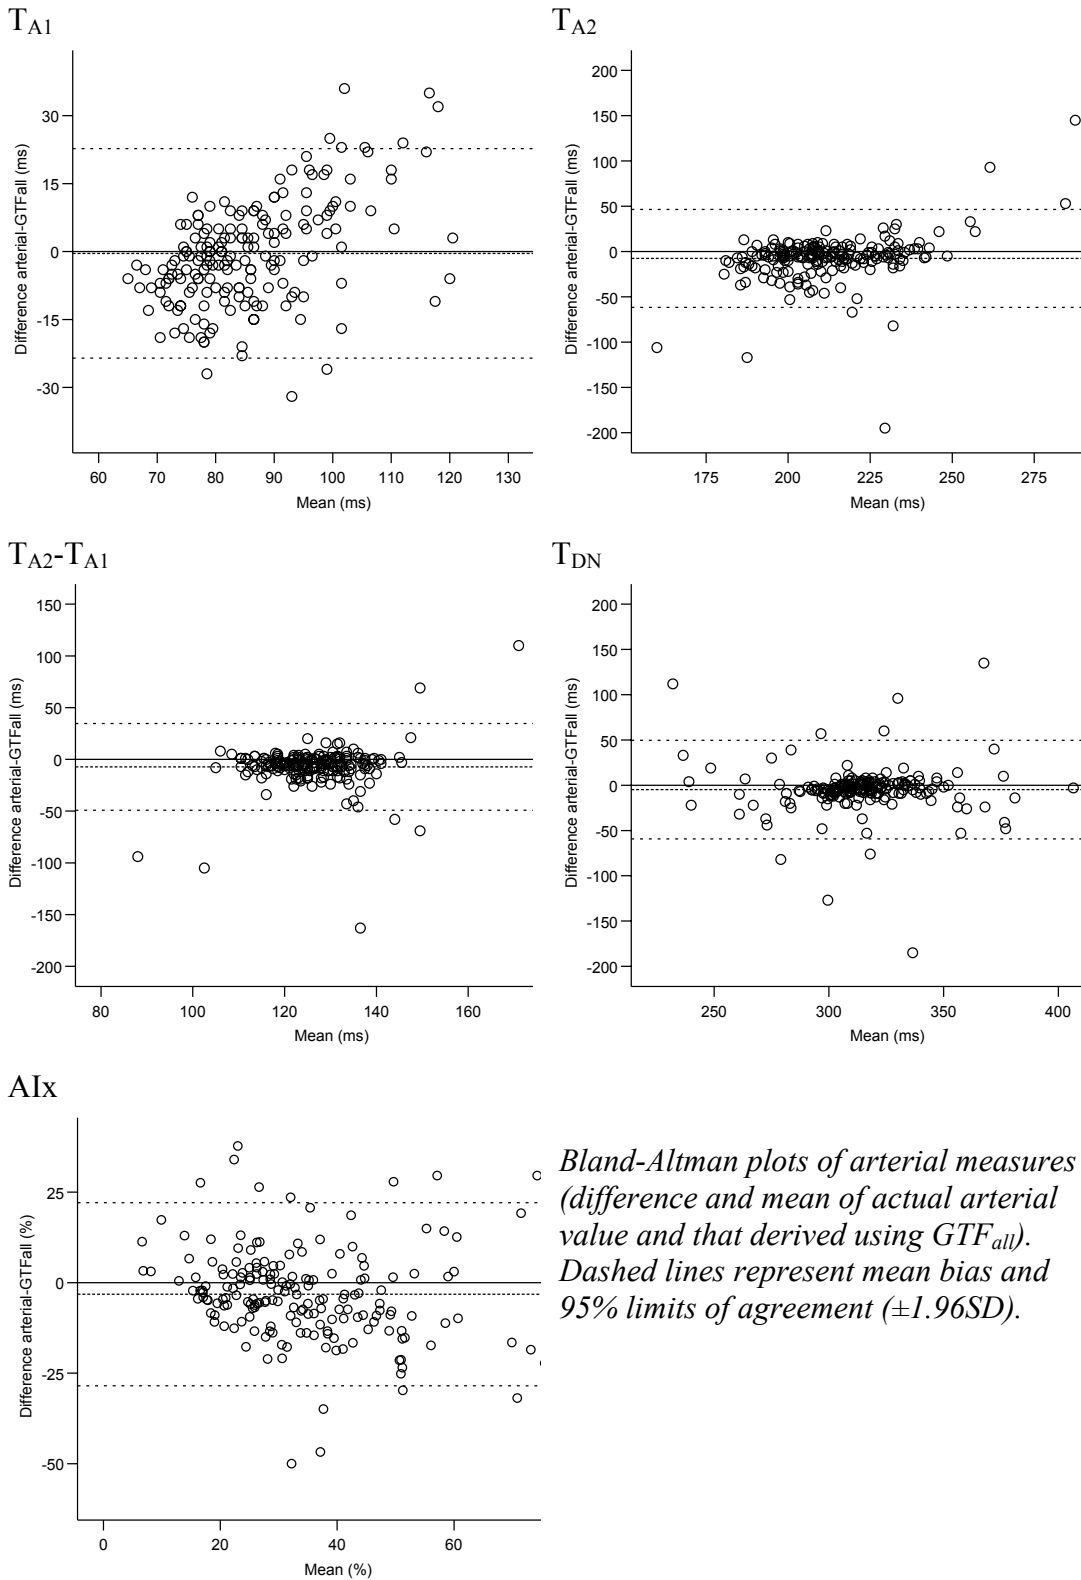 T_A1
30
15
0
-15
-30
Difference arterial-GTFall (ms)
60 70 80 90 100 110 120 130
Mean (ms)
T_A2
200
150
100
50
0
-50
-100
-150
-200
Difference arterial-GTFall (ms)
175 200 225 250 275
Mean (ms)
T_A2-T_A1
150
100
50
0
-50
-100
-150
-200
Difference arterial-GTFall (ms)
80 100 120 140 160
Mean (ms)
T_DN
200
150
100
50
0
-50
-100
-150
-200
Difference arterial-GTFall (ms)
250 300 350 400
Mean (ms)
AIx
25
0
-25
-50
Difference arterial-GTFall (%)
0 20 40 60
Mean (%)
Bland-Altman plots of arterial measures
(difference and mean of actual arterial
value and that derived using GTF_all).
Dashed lines represent mean bias and
95% limits of agreement (±1.96SD).